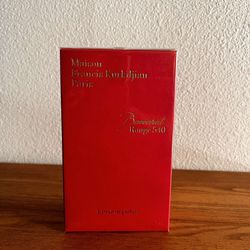 Maison
Francis Kurkdjian
Paris
Baccarat
Rouge 540